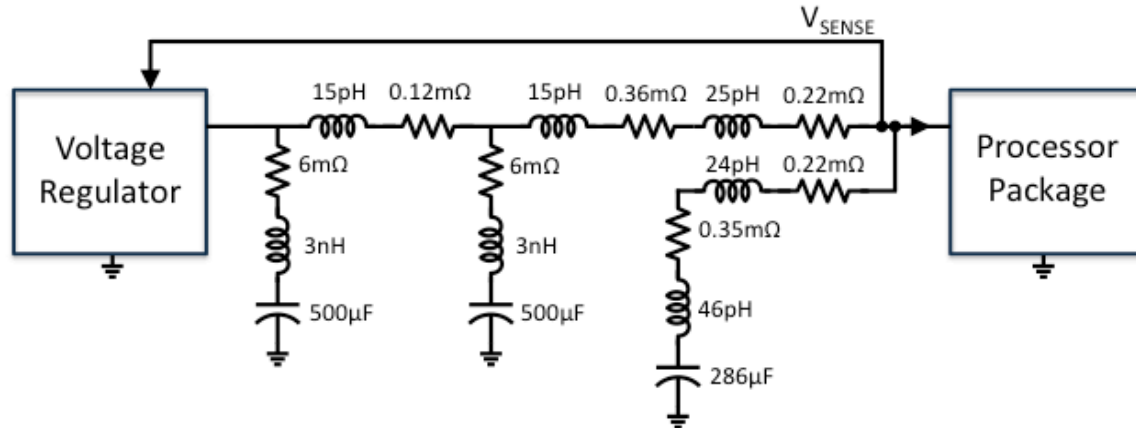 V_SENSE
15pH
0.12mΩ
15pH
0.36mΩ
25pH
0.22mΩ
Voltage
Regulator
6mΩ
6mΩ
24pH
0.22mΩ
Processor
Package
0.35mΩ
3nH
3nH
46pH
500µF
500µF
286µF